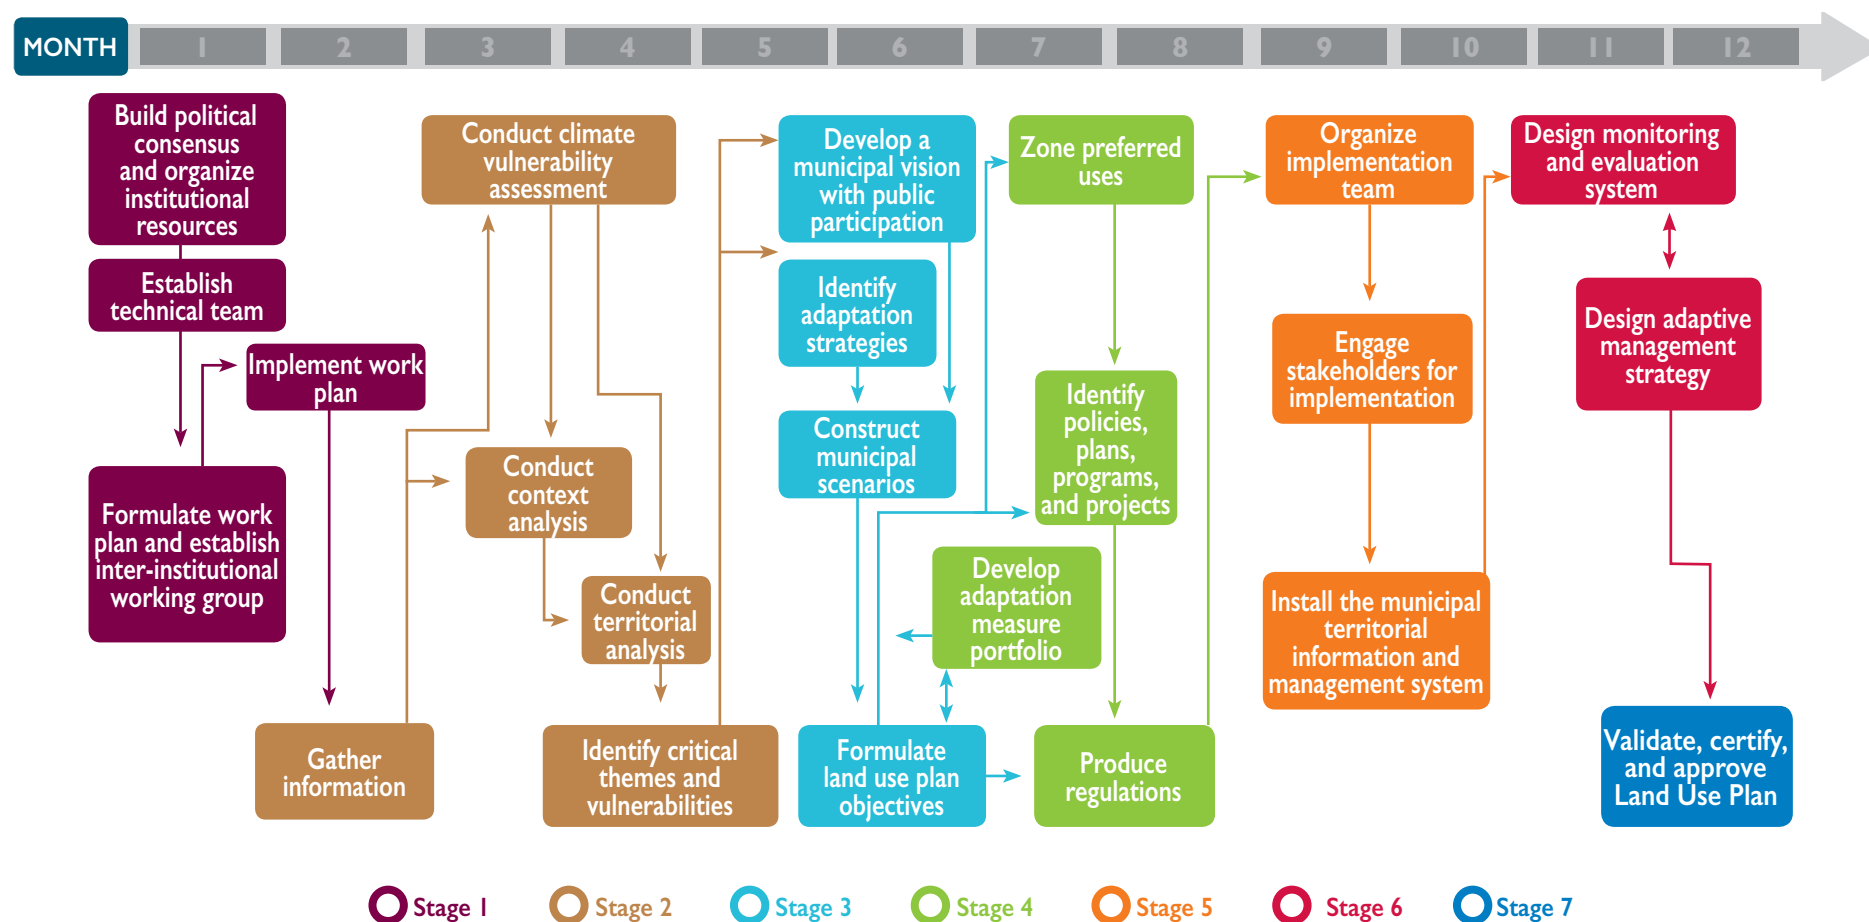 MONTH 1 2 3 4 5 6 7 8 9 10 11 12
Build political
consensus
and organize
institutional
resources
Establish
technical team
Formulate work
plan and establish
inter-institutional
working group
Implement work
plan
Gather
information
Conduct climate
vulnerability
assessment
Conduct
context
analysis
Conduct
territorial
analysis
Identify critical
themes and
vulnerabilities
Develop a
municipal vision
with public
participation
Identify
adaptation
strategies
Construct
municipal
scenarios
Formulate
land use plan
objectives
Zone preferred
uses
Identify
policies,
plans,
programs,
and projects
Develop
adaptation
measure
portfolio
Produce
regulations
Organize
implementation
team
Engage
stakeholders for
implementation
Install the municipal
territorial
information and
management system
Design monitoring
and evaluation
system
Design adaptive
management
strategy
Validate, certify,
and approve
Land Use Plan
Stage 1
Stage 2
Stage 3
Stage 4
Stage 5
Stage 6
Stage 7